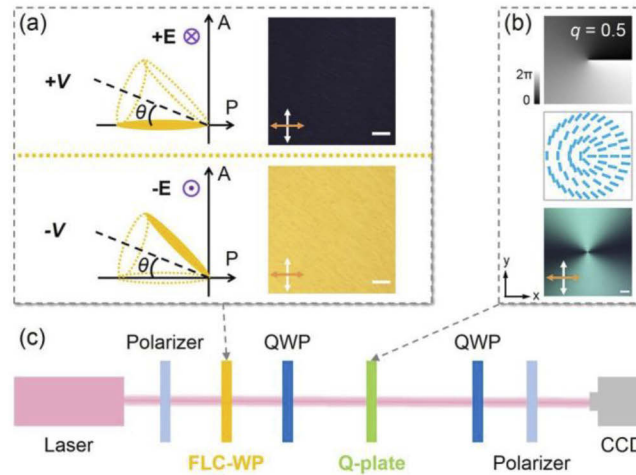 (a)
+E
A
+V
θ
P
-E
A
-V
θ
P
(b)
q = 0.5
2π
0
y
x
(c)
Polarizer
QWP
QWP
Laser
FLC-WP
Q-plate
Polarizer
CCD